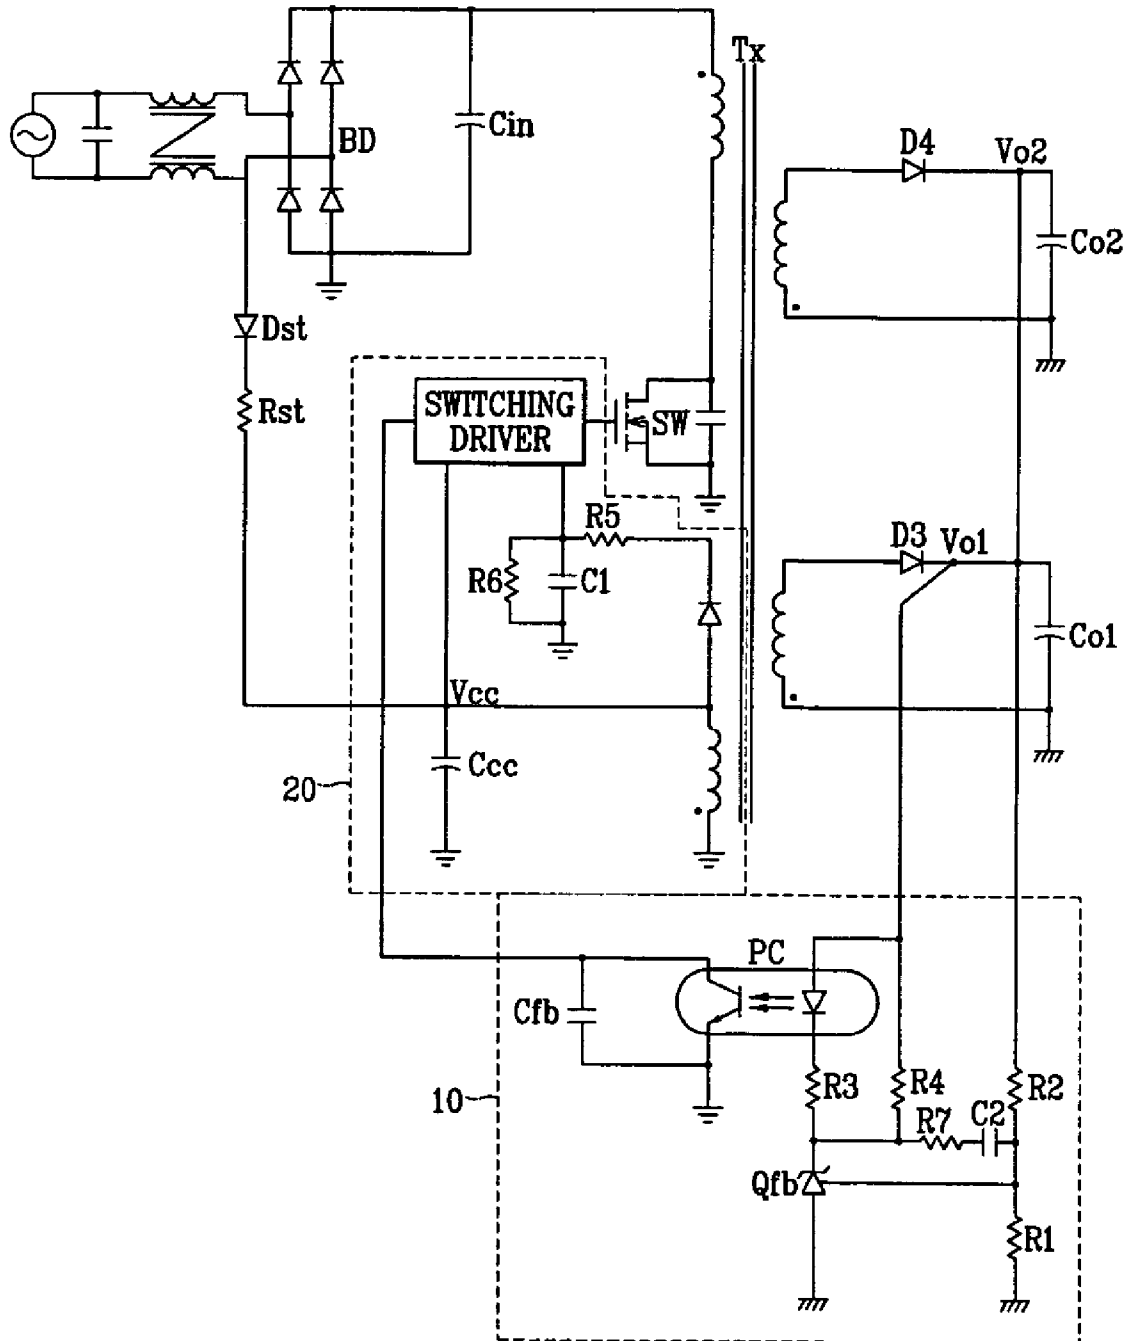 Tx
BD
Cin
D4
Vo2
Co2
Dst
Rst
SWITCHING
DRIVER
SW
R5
D3
Vo1
R6
C1
Co1
Vcc
20
Ccc
PC
Cfb
10
R3
R4
R7
C2
R2
Qfb
R1